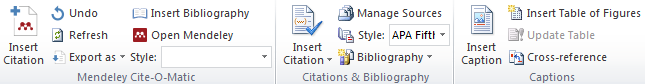 Insert Citation
Undo
Refresh
Export as
Insert Bibliography
Open Mendeley
Style:
Mendeley Cite-O-Matic
Insert Citation
Manage Sources
Style: APA Fifth
Bibliography
Citations & Bibliography
Insert Caption
Insert Table of Figures
Update Table
Cross-reference
Captions